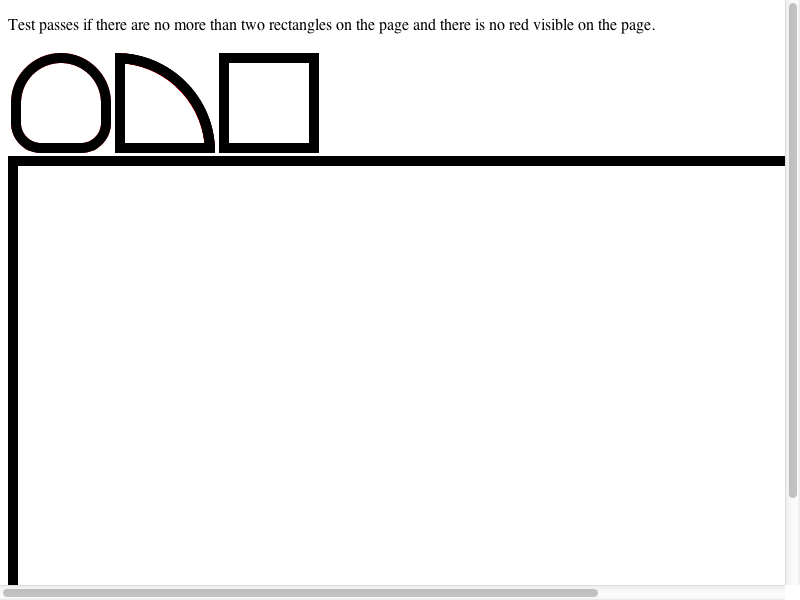 Test passes if there are no more than two rectangles on the page and there is no red visible on the page.